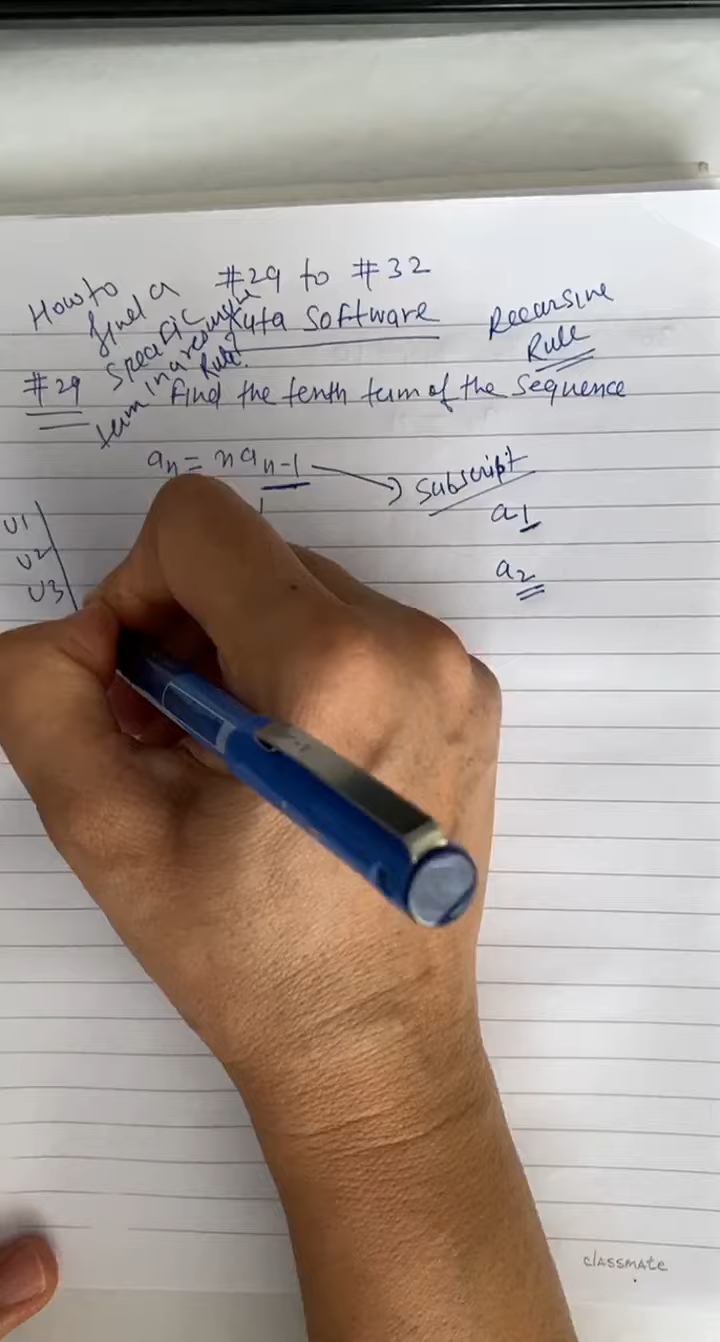 How to find a specific term in a recursive Rule?
#29 to #32
Kuta Software
Recursive
Rule
#29 Find the tenth term of the Sequence
aₙ = n aₙ₋₁ → Subscript
a₁
a₂
U1
U2
U3
classmate